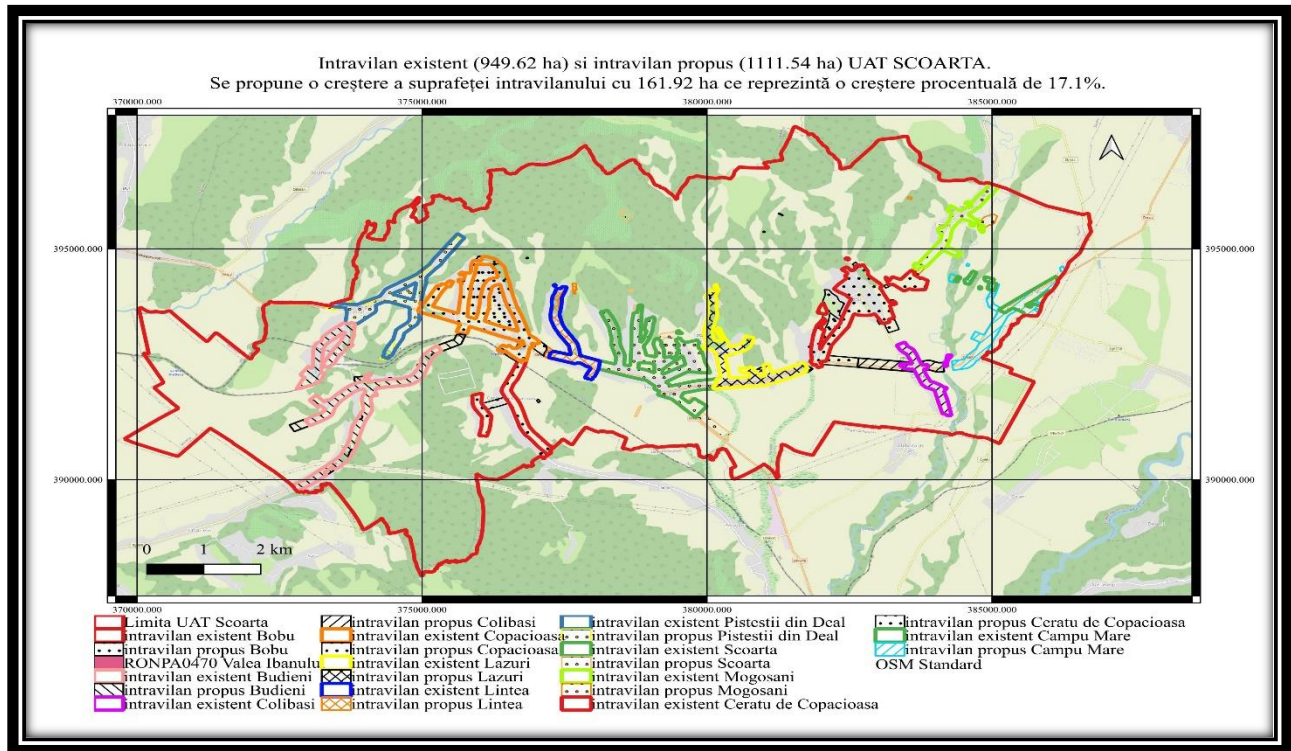 Intravilan existent (949.62 ha) si intravilan propus (1111.54 ha) UAT SCOARTA.
Se propune o creștere a suprafeței intravilanului cu 161.92 ha ce reprezintă o creștere procentuală de 17.1%.
370000.000 375000.000 380000.000 385000.000
395000.000 395000.000
390000.000 390000.000
0 1 2 km
370000.000 375000.000 380000.000 385000.000
Limita UAT Scoarta
intravilan existent Bobu
intravilan propus Bobu
RONPA0470 Valea Ibanulu
intravilan existent Budieni
intravilan propus Budieni
intravilan existent Colibasi
intravilan propus Colibasi
intravilan existent Copacioasa
intravilan propus Copacioasa
intravilan existent Lazuri
intravilan propus Lazuri
intravilan existent Lintea
intravilan propus Lintea
intravilan existent Pistestii din Deal
intravilan propus Pistestii din Deal
intravilan existent Scoarta
intravilan propus Scoarta
intravilan existent Mogosani
intravilan propus Mogosani
intravilan existent Ceratu de Copacioasa
intravilan propus Ceratu de Copacioasa
intravilan existent Campu Mare
intravilan propus Campu Mare
OSM Standard